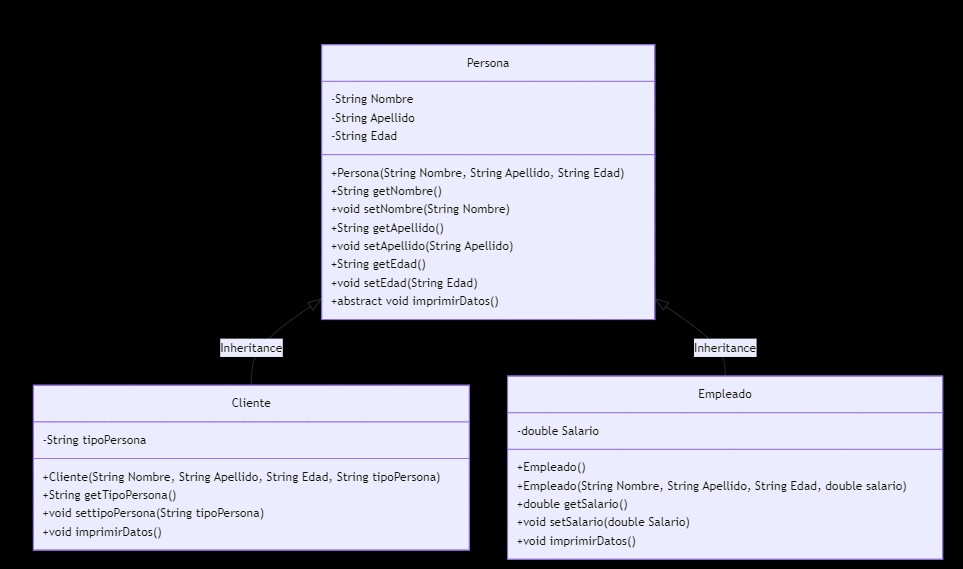 Persona
-String Nombre
-String Apellido
-String Edad
+Persona(String Nombre, String Apellido, String Edad)
+String getNombre()
+void setNombre(String Nombre)
+String getApellido()
+void setApellido(String Apellido)
+String getEdad()
+void setEdad(String Edad)
+abstract void imprimirDatos()
Inheritance
Inheritance
Cliente
-String tipoPersona
+Cliente(String Nombre, String Apellido, String Edad, String tipoPersona)
+String getTipoPersona()
+void settipoPersona(String tipoPersona)
+void imprimirDatos()
Empleado
-double Salario
+Empleado()
+Empleado(String Nombre, String Apellido, String Edad, double salario)
+double getSalario()
+void setSalario(double Salario)
+void imprimirDatos()